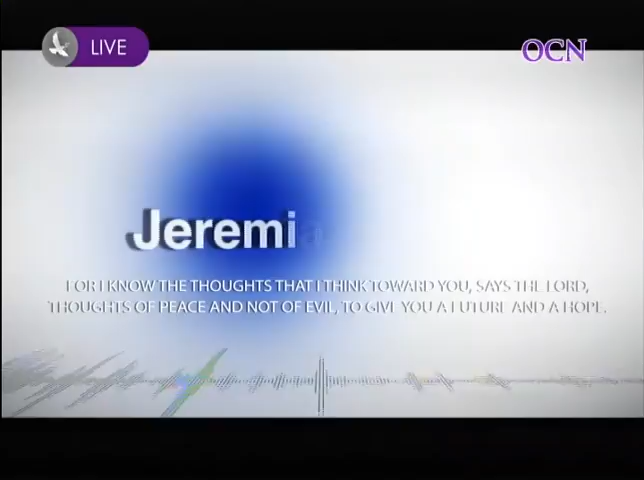 LIVE
OCN
Jeremia
FOR I KNOW THE THOUGHTS THAT I THINK TOWARD YOU, SAYS THE LORD,
THOUGHTS OF PEACE AND NOT OF EVIL, TO GIVE YOU A FUTURE AND A HOPE.